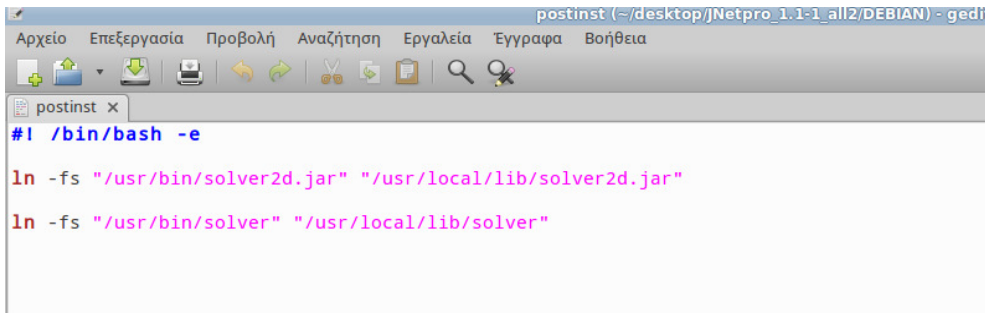 postinst (~/desktop/JNetpro_1.1-1_all2/DEBIAN) - gedi
Αρχείο Επεξεργασία Προβολή Αναζήτηση Εργαλεία Έγγραφα Βοήθεια
postinst ×
#! /bin/bash -e
ln -fs "/usr/bin/solver2d.jar" "/usr/local/lib/solver2d.jar"
ln -fs "/usr/bin/solver" "/usr/local/lib/solver"